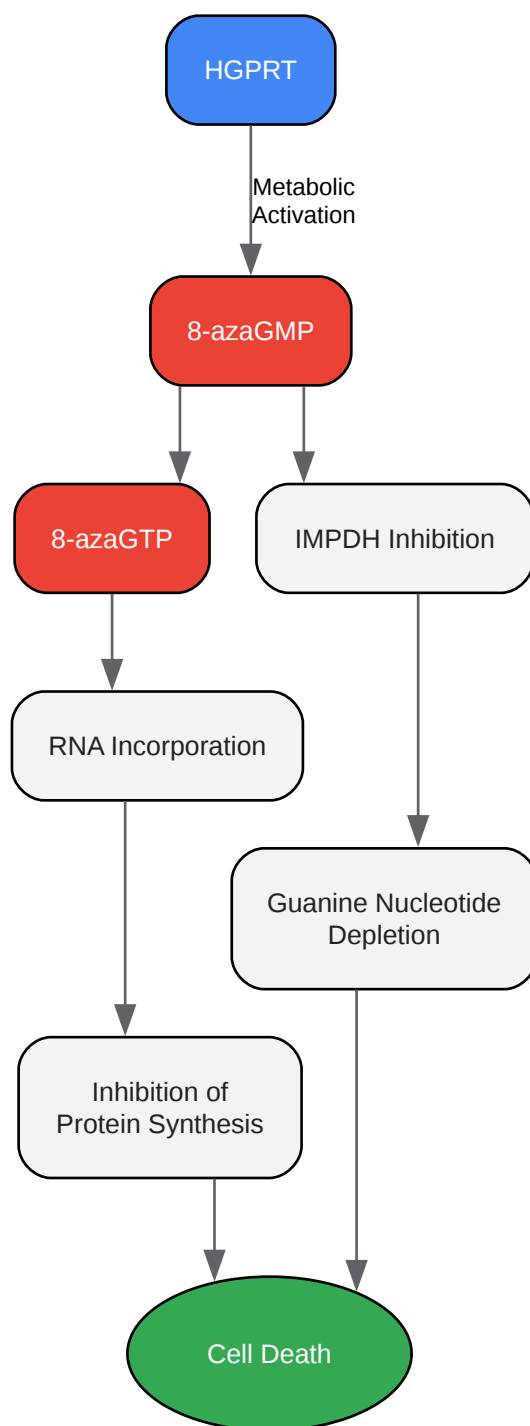 HGPRT
Metabolic
Activation
8-azaGMP
8-azaGTP
IMPDH Inhibition
RNA Incorporation
Guanine Nucleotide
Depletion
Inhibition of
Protein Synthesis
Cell Death